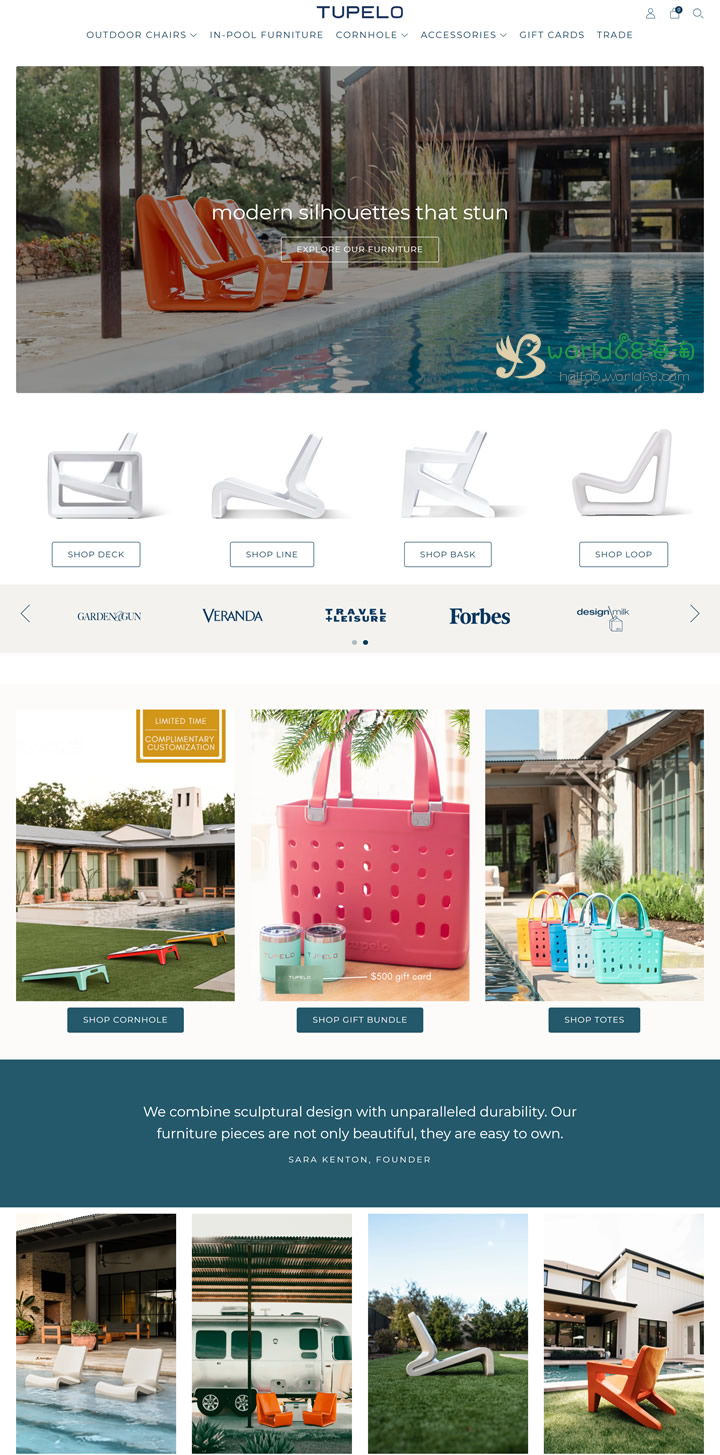 TUPELO
0
OUTDOOR CHAIRS IN-POOL FURNITURE CORNHOLE ACCESSORIES GIFT CARDS TRADE
modern silhouettes that stun
EXPLORE OUR FURNITURE
world68 海淘
haitao.world68.com
SHOP DECK SHOP LINE SHOP BASK SHOP LOOP
GARDEN&GUN VERANDA TRAVEL +LEISURE Forbes design\milk
LIMITED TIME
COMPLIMENTARY
CUSTOMIZATION
tupelo
TUPELO TUPELO
TUPELO
$500 gift card
SHOP CORNHOLE SHOP GIFT BUNDLE SHOP TOTES
We combine sculptural design with unparalleled durability. Our
furniture pieces are not only beautiful, they are easy to own.
SARA KENTON, FOUNDER